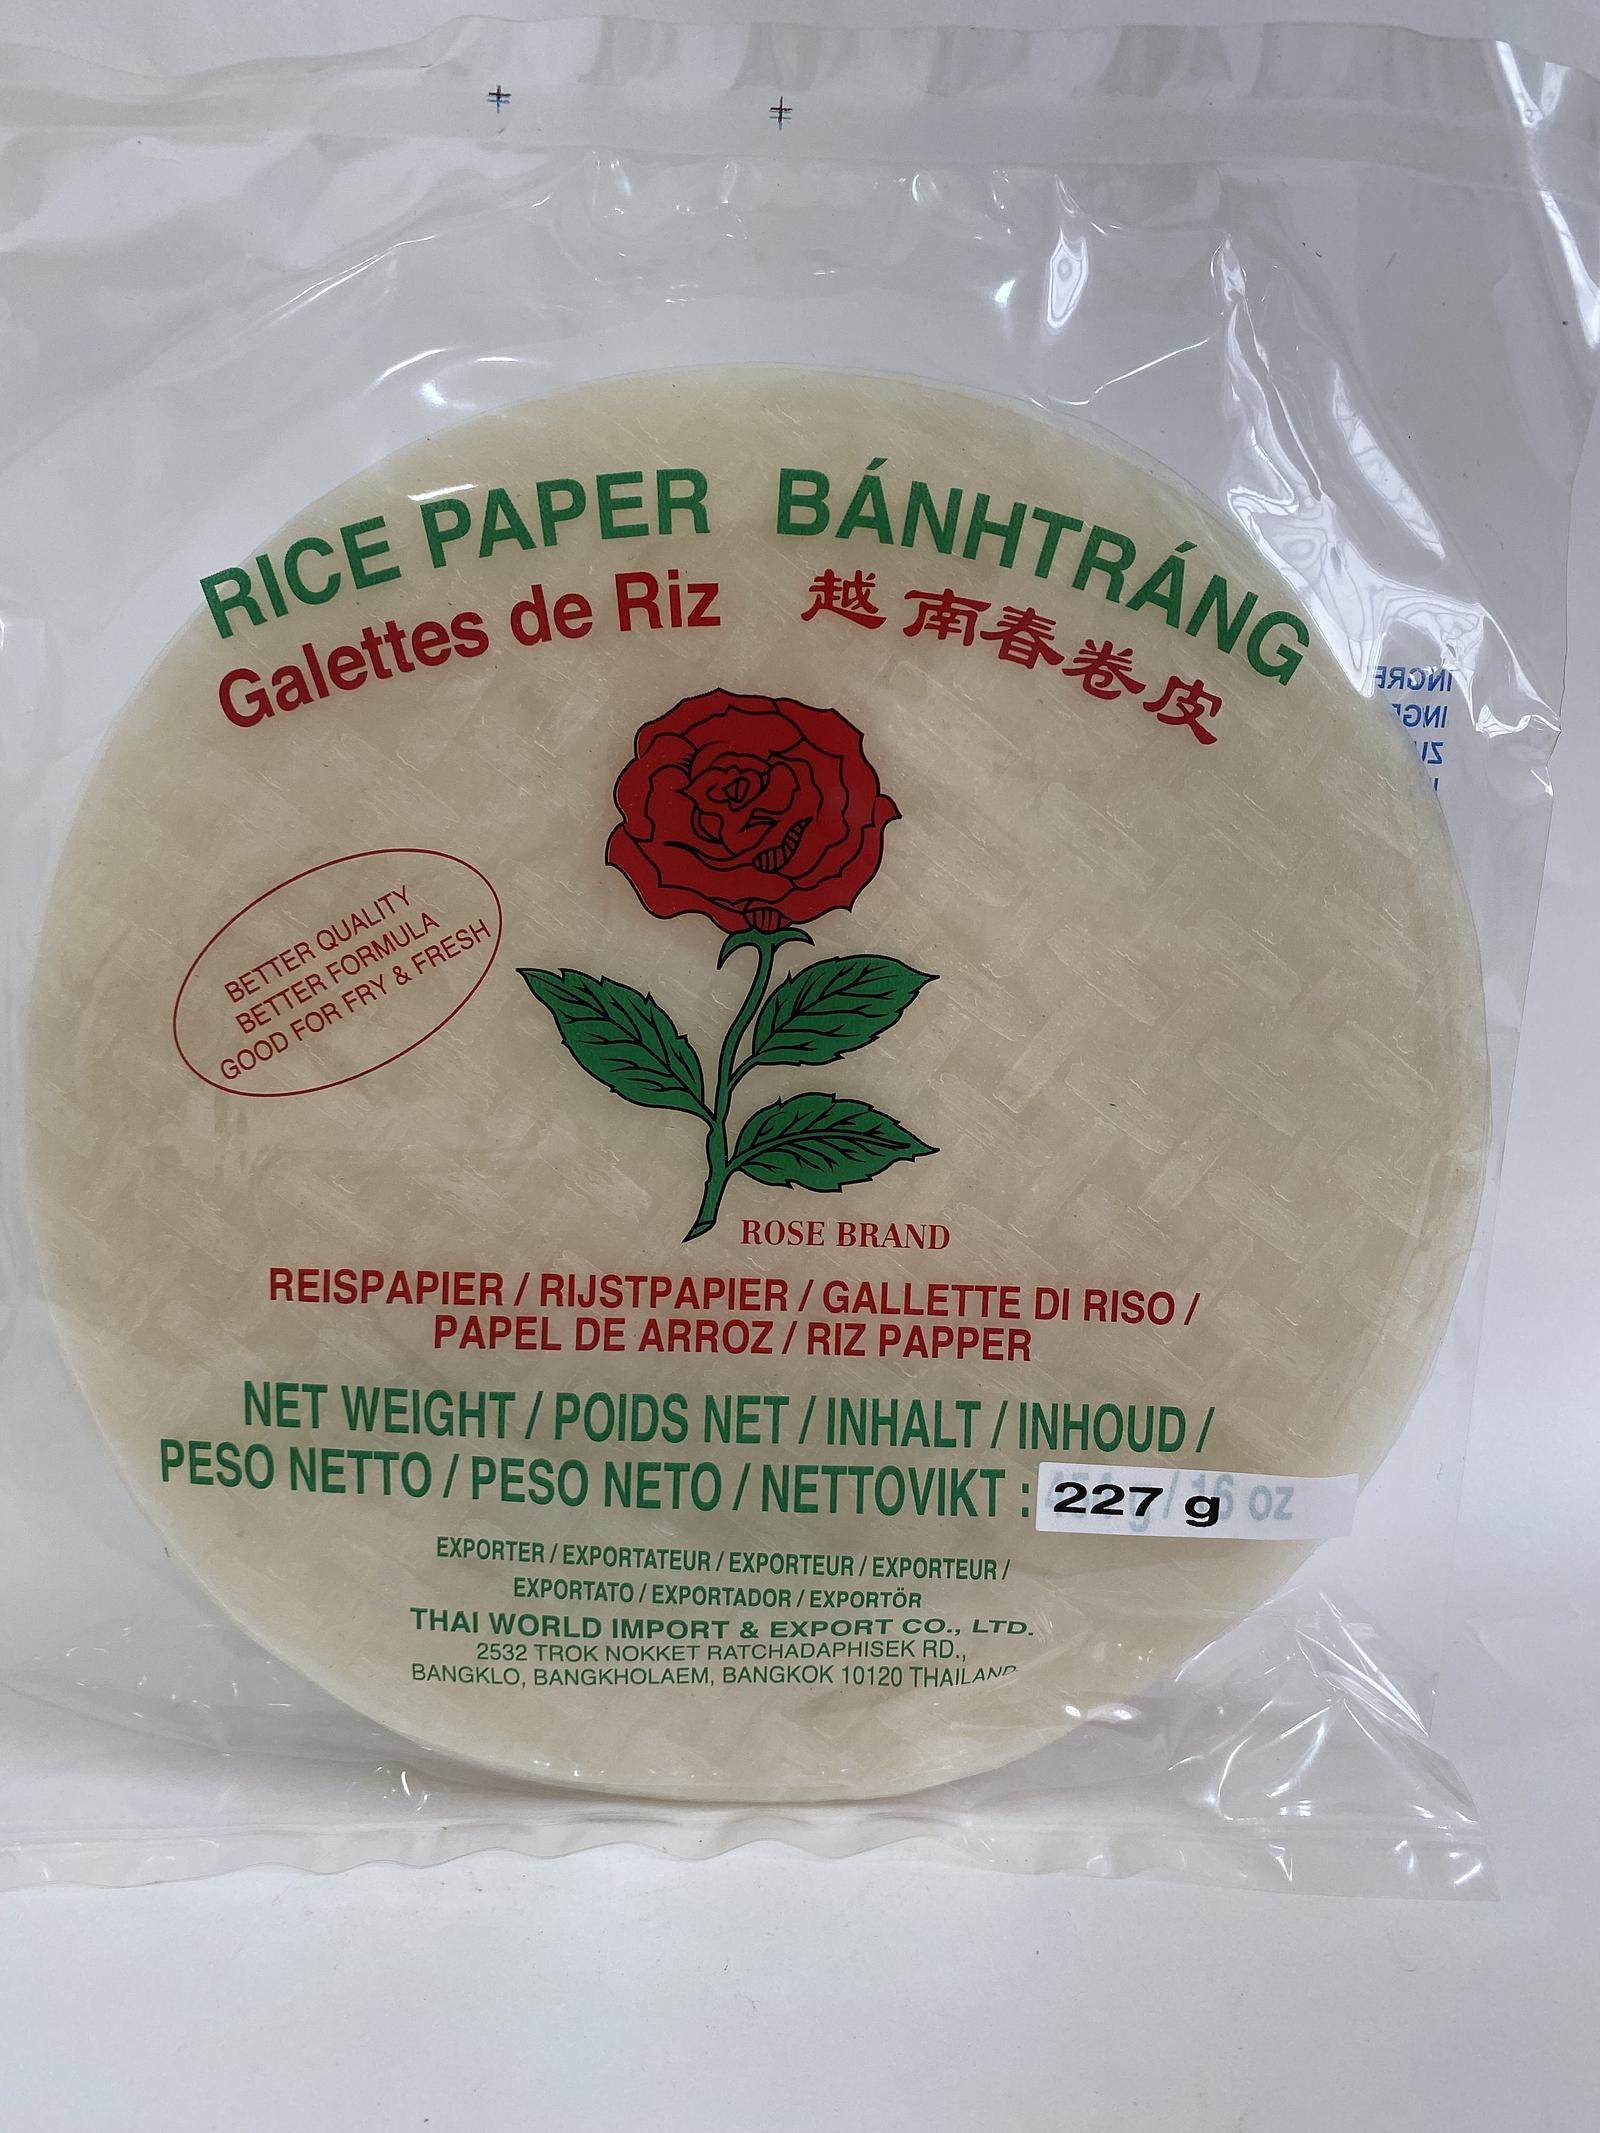 RICE PAPER BÁNHTRÁNG
Galettes de Riz 越南春卷皮
BETTER QUALITY
BETTER FORMULA
GOOD FOR FRY & FRESH
ROSE BRAND
REISPAPIER / RIJSTPAPIER / GALLETTE DI RISO /
PAPEL DE ARROZ / RIZ PAPPER
NET WEIGHT / POIDS NET / INHALT / INHOUD /
PESO NETTO / PESO NETO / NETTOVIKT : 227 g
EXPORTER / EXPORTATEUR / EXPORTEUR / EXPORTEUR /
EXPORTATO / EXPORTADOR / EXPORTÖR
THAI WORLD IMPORT & EXPORT CO., LTD.
2532 TROK NOKKET RATCHADAPHISEK RD.,
BANGKLO, BANGKHOLAEM, BANGKOK 10120 THAILAND